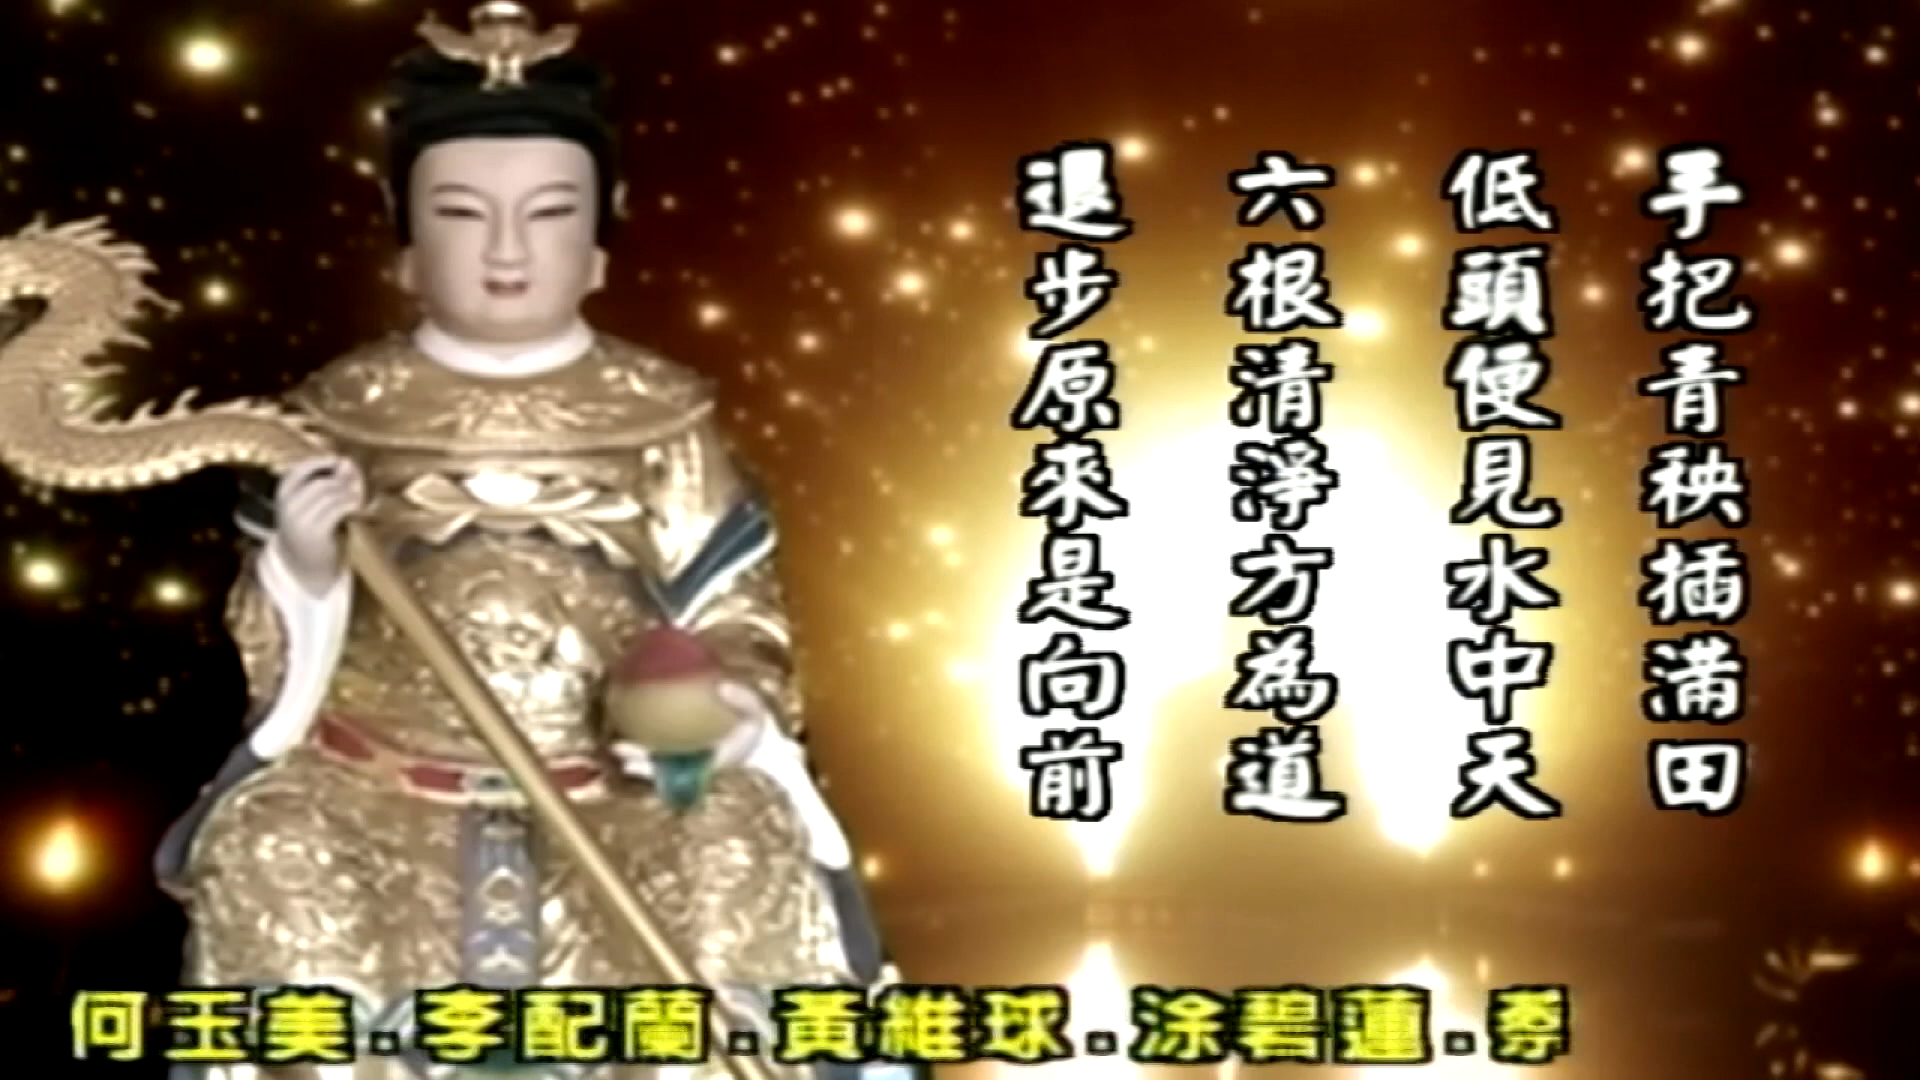 手把青秧插滿田
低頭便見水中天
六根清淨方為道
退步原來是向前
何玉美.李配蘭.黃維球.涂碧蓮.